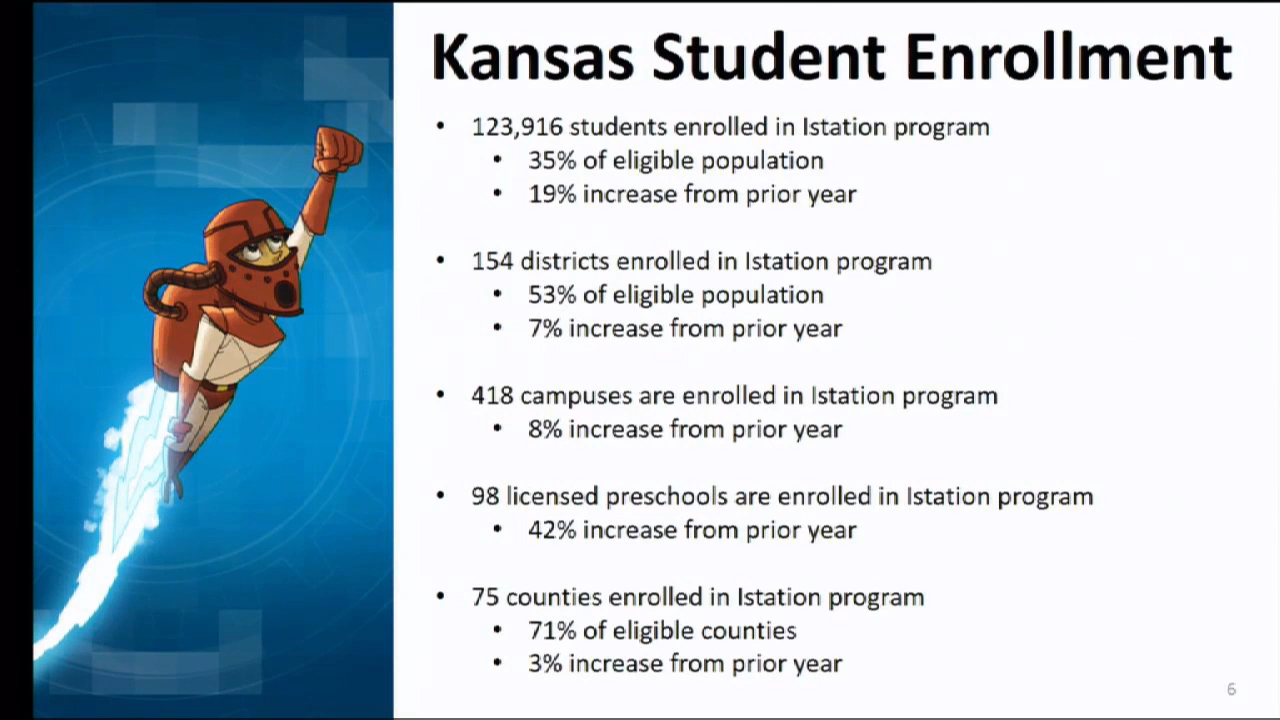 Kansas Student Enrollment
• 123,916 students enrolled in Istation program
• 35% of eligible population
• 19% increase from prior year
• 154 districts enrolled in Istation program
• 53% of eligible population
• 7% increase from prior year
• 418 campuses are enrolled in Istation program
• 8% increase from prior year
• 98 licensed preschools are enrolled in Istation program
• 42% increase from prior year
• 75 counties enrolled in Istation program
• 71% of eligible counties
• 3% increase from prior year
6